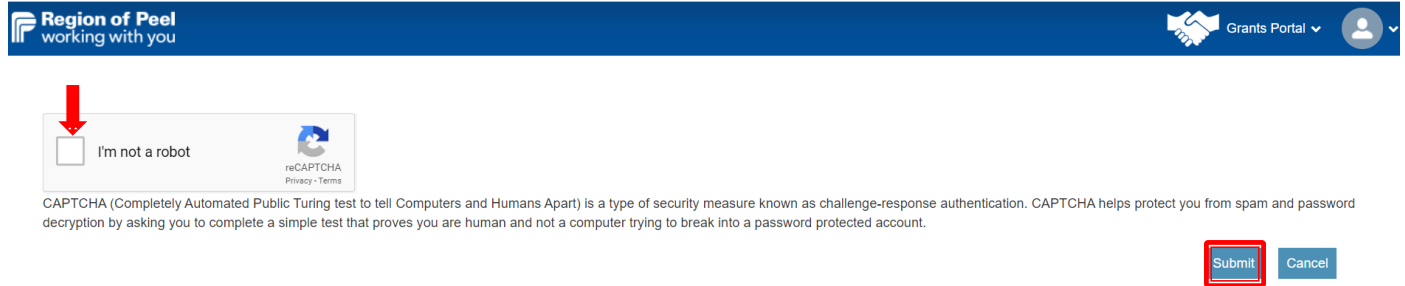 Region of Peel
working with you
Grants Portal
I'm not a robot
reCAPTCHA
Privacy - Terms
CAPTCHA (Completely Automated Public Turing test to tell Computers and Humans Apart) is a type of security measure known as challenge-response authentication. CAPTCHA helps protect you from spam and password
decryption by asking you to complete a simple test that proves you are human and not a computer trying to break into a password protected account.
Submit Cancel